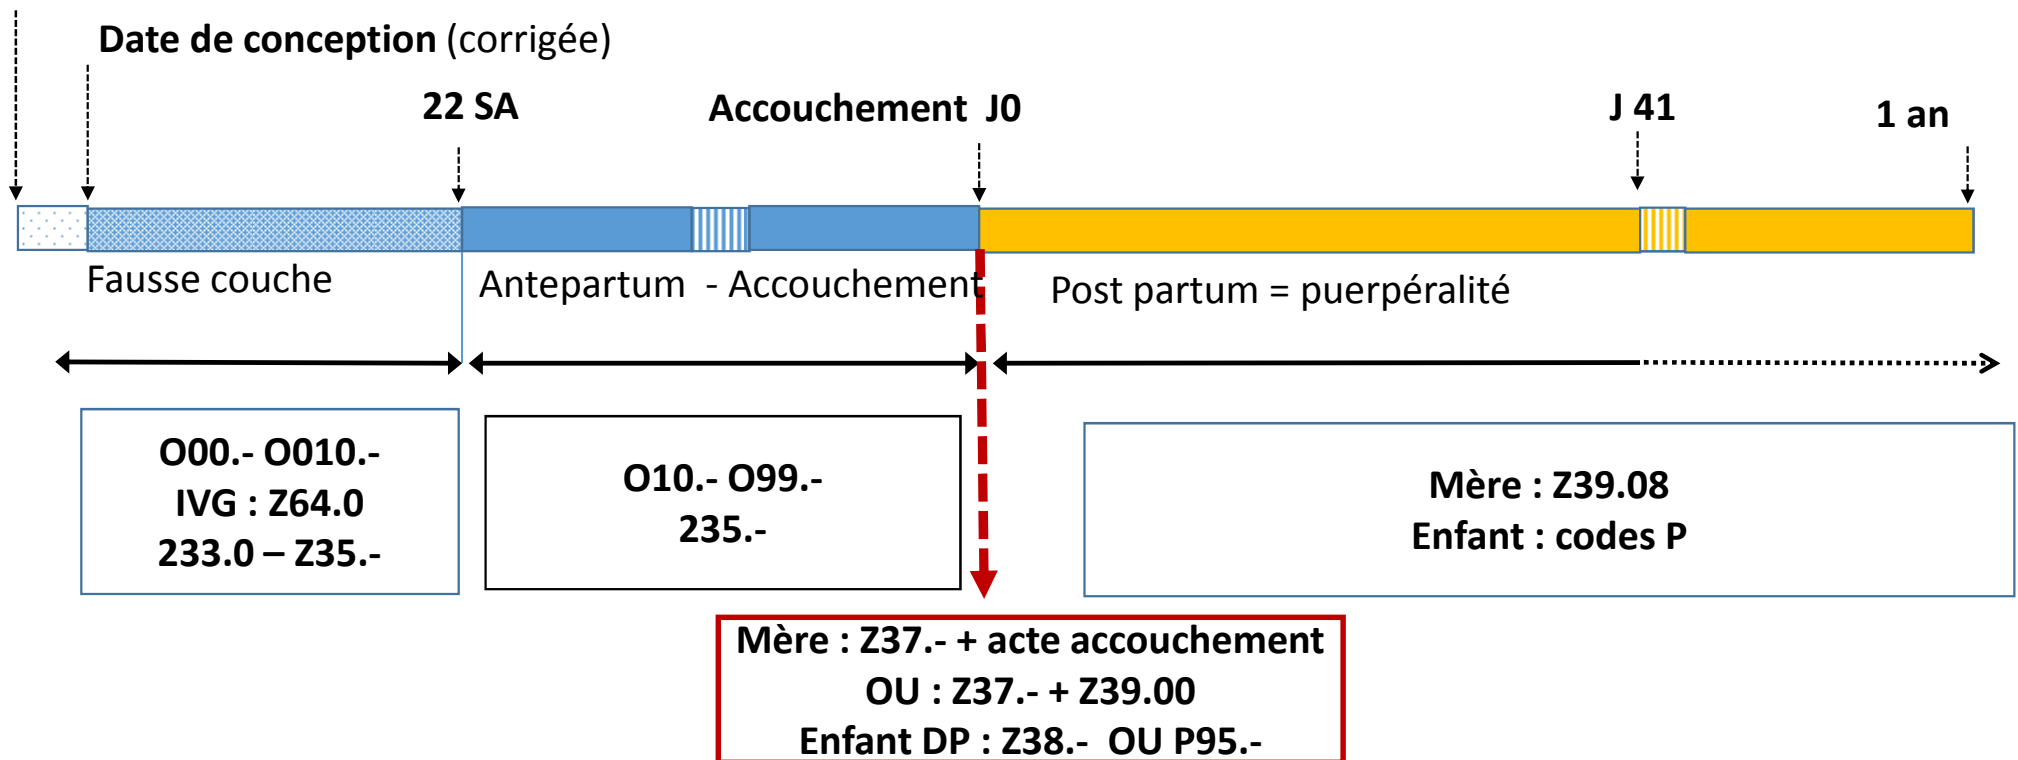 Date de conception (corrigée)
22 SA
Accouchement J0
J 41
1 an
Fausse couche
Antepartum - Accouchement
Post partum = puerpéralité
O00.- O010.-
IVG : Z64.0
233.0 – Z35.-
O10.- O99.-
235.-
Mère : Z39.08
Enfant : codes P
Mère : Z37.- + acte accouchement
OU : Z37.- + Z39.00
Enfant DP : Z38.- OU P95.-